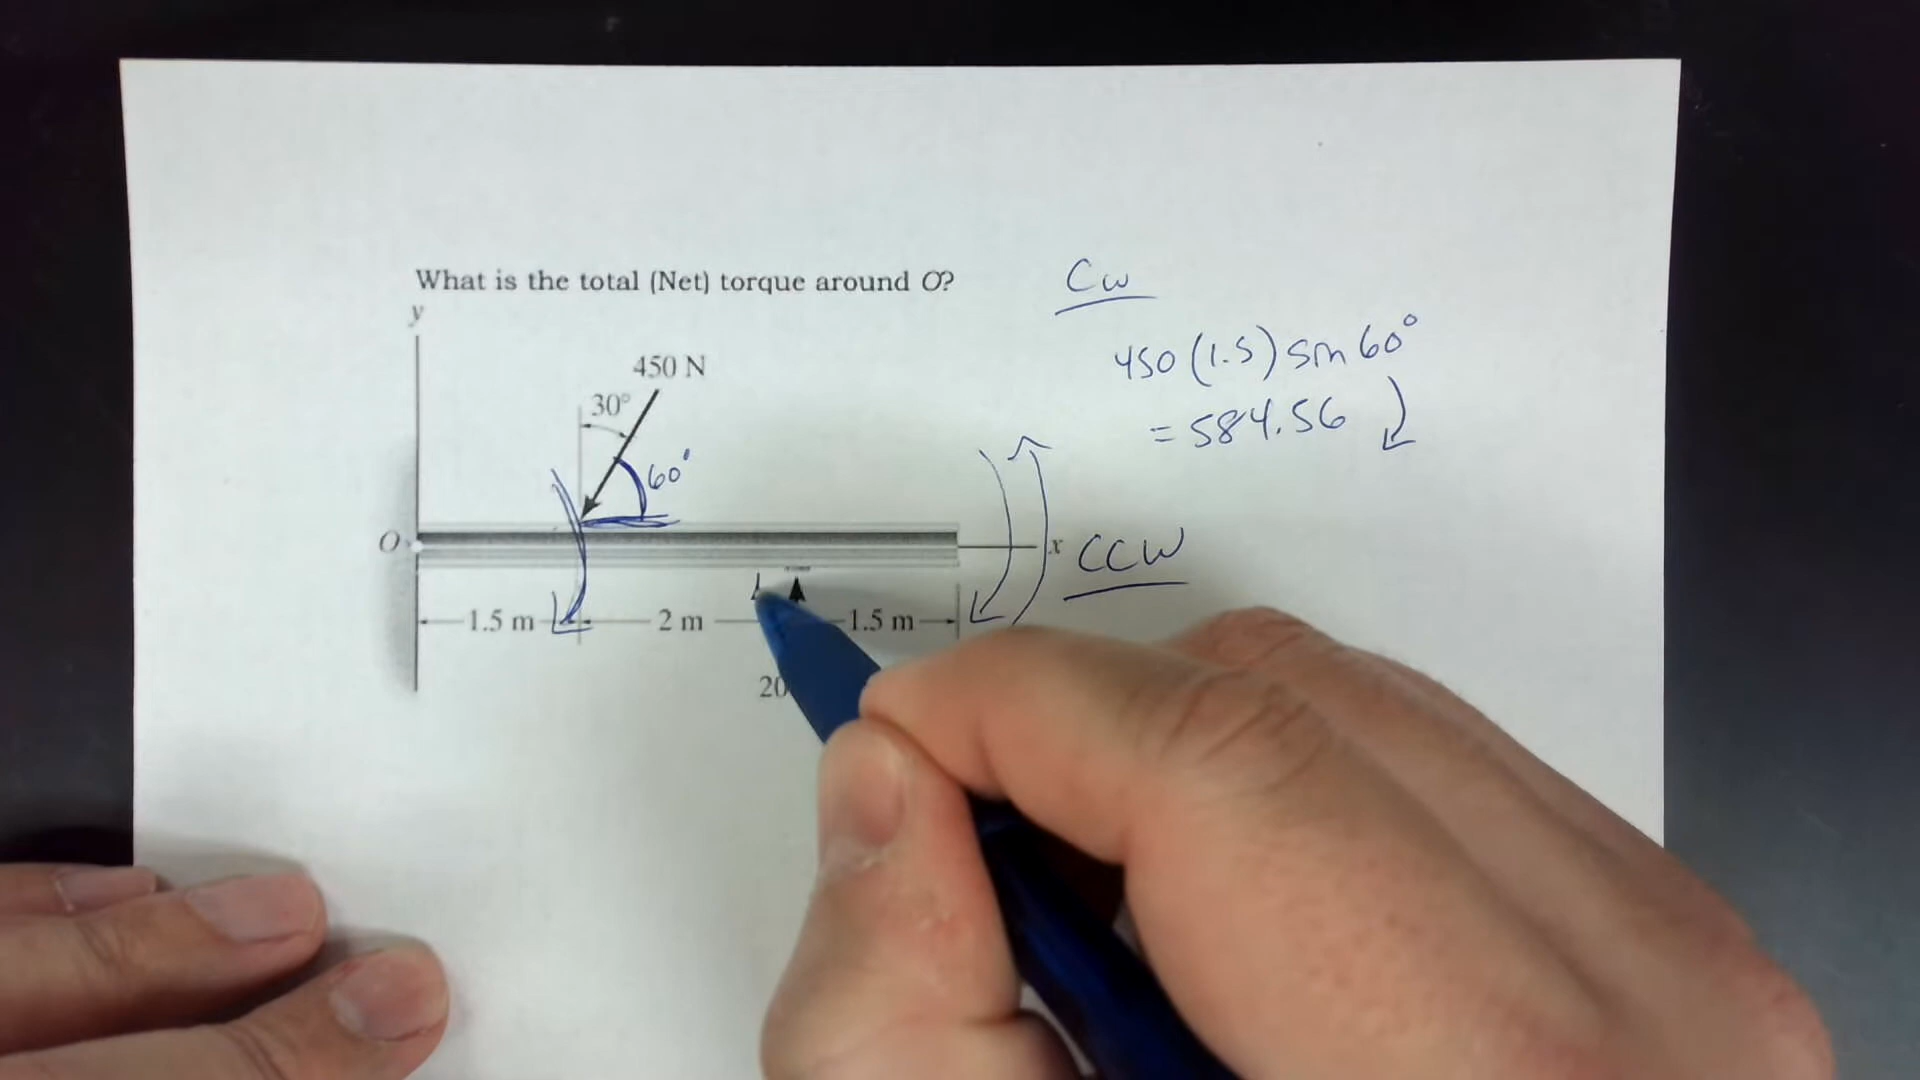 What is the total (Net) torque around O?
y
450 N
30°
60°
O
x
1.5 m
2 m
1.5 m
20
Cw
450 (1.5) sin 60°
= 584.56
CCW